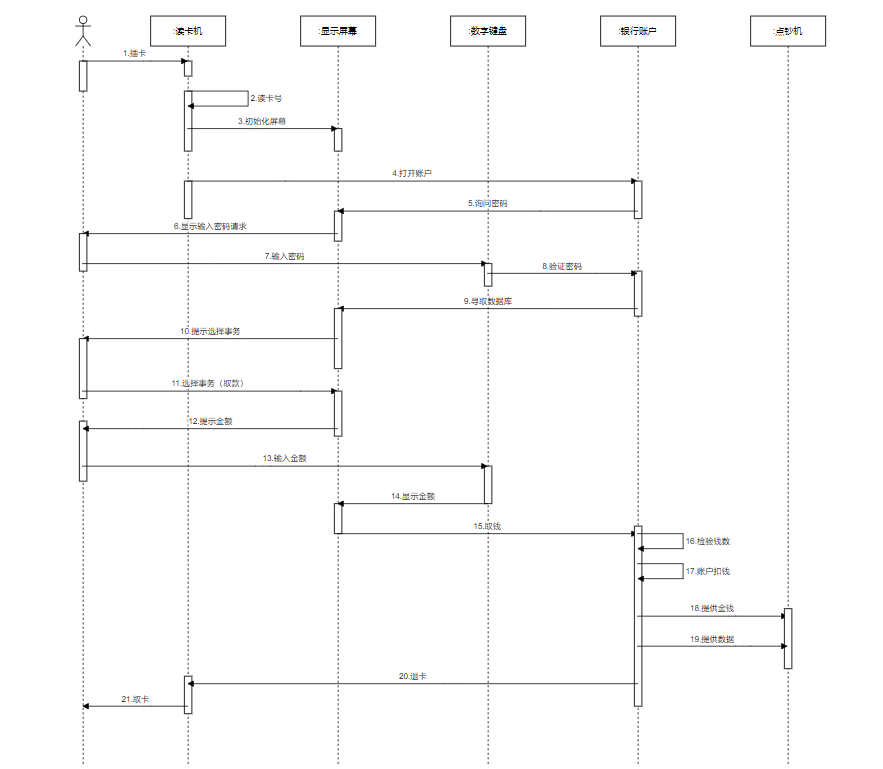 :读卡机
:显示屏幕
:数字键盘
:银行账户
:点钞机
1.插卡
2.读卡号
3.初始化屏幕
4.打开账户
5.询问密码
6.显示输入密码请求
7.输入密码
8.验证密码
9.寻取数据库
10.提示选择事务
11.选择事务（取款）
12.提示金额
13.输入金额
14.显示金额
15.取钱
16.检验钱数
17.账户扣钱
18.提供金钱
19.提供数据
20.退卡
21.取卡